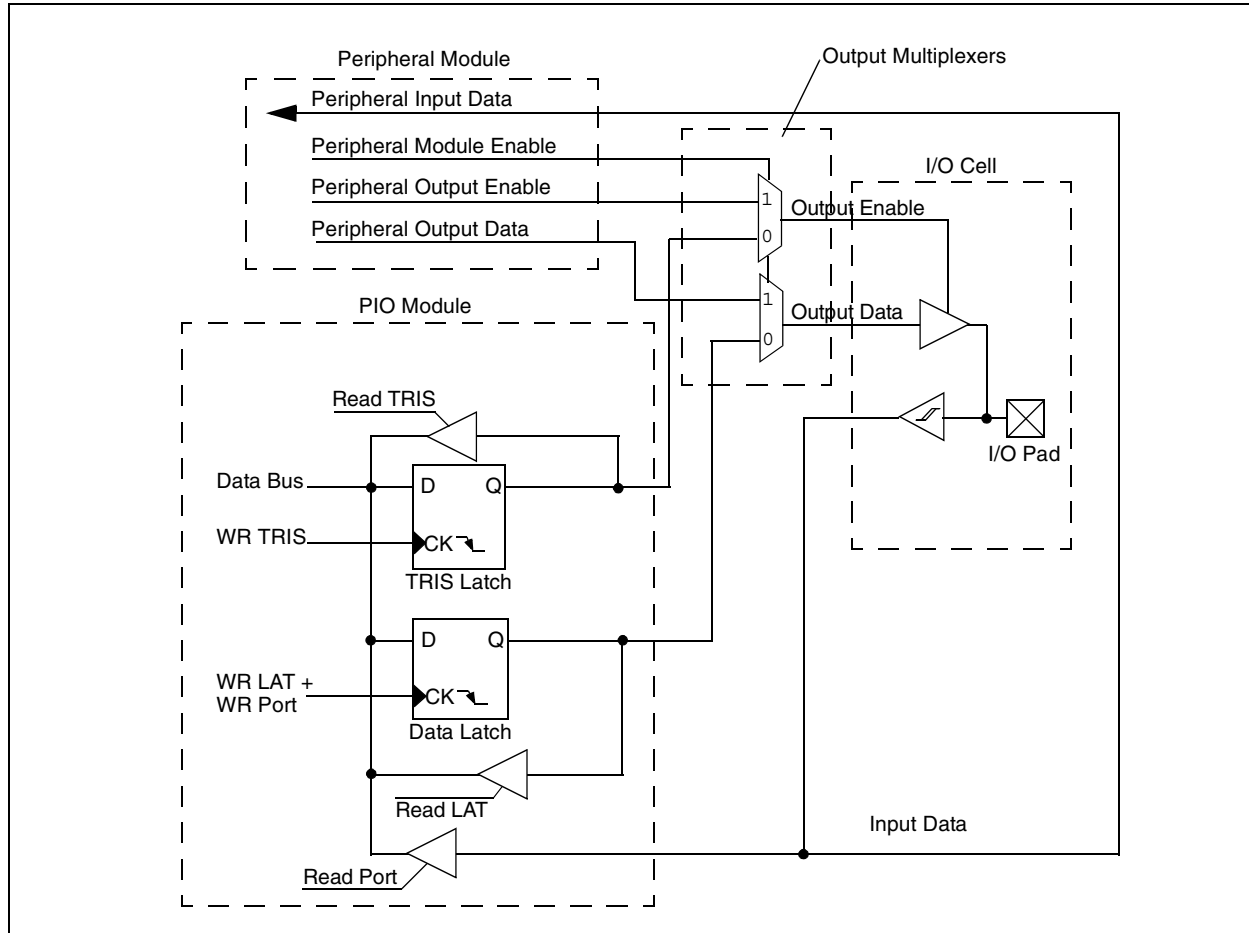 Peripheral Module
Output Multiplexers
Peripheral Input Data
Peripheral Module Enable
I/O Cell
Peripheral Output Enable
1
Output Enable
Peripheral Output Data
0
PIO Module
1
Output Data
0
Read TRIS
I/O Pad
Data Bus
D
Q
WR TRIS
CK
TRIS Latch
D
Q
WR LAT +
WR Port
CK
Data Latch
Read LAT
Input Data
Read Port